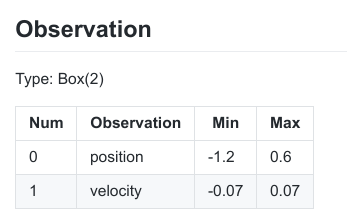 Observation
Type: Box(2)
Num Observation Min Max
0 position -1.2 0.6
1 velocity -0.07 0.07